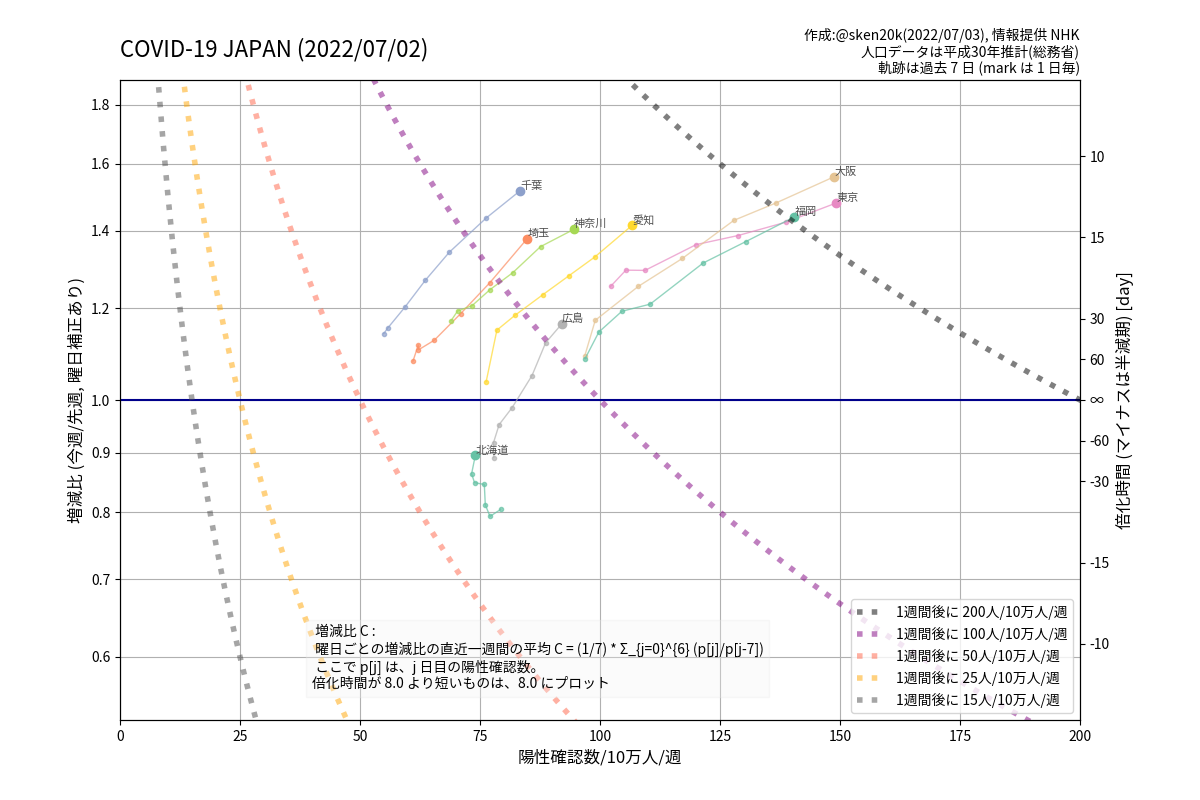 COVID-19 JAPAN (2022/07/02)
作成:@sken20k(2022/07/03), 情報提供 NHK
人口データは平成30年推計(総務省)
軌跡は過去 7 日 (mark は 1 日毎)
増減比 (今週/先週, 曜日補正あり)
1.8
1.6
1.4
1.2
1.0
0.9
0.8
0.7
0.6
千葉
埼玉
神奈川
愛知
広島
北海道
大阪
東京
福岡
10
15
30
60
∞
-60
-30
-15
-10
倍化時間 (マイナスは半減期) [day]
増減比 C :
曜日ごとの増減比の直近一週間の平均 C = (1/7) * Σ_{j=0}^{6} (p[j]/p[j-7])
ここで p[j] は、j 日目の陽性確認数。
倍化時間が 8.0 より短いものは、8.0 にプロット
1週間後に 200人/10万人/週
1週間後に 100人/10万人/週
1週間後に 50人/10万人/週
1週間後に 25人/10万人/週
1週間後に 15人/10万人/週
0 25 50 75 100 125 150 175 200
陽性確認数/10万人/週